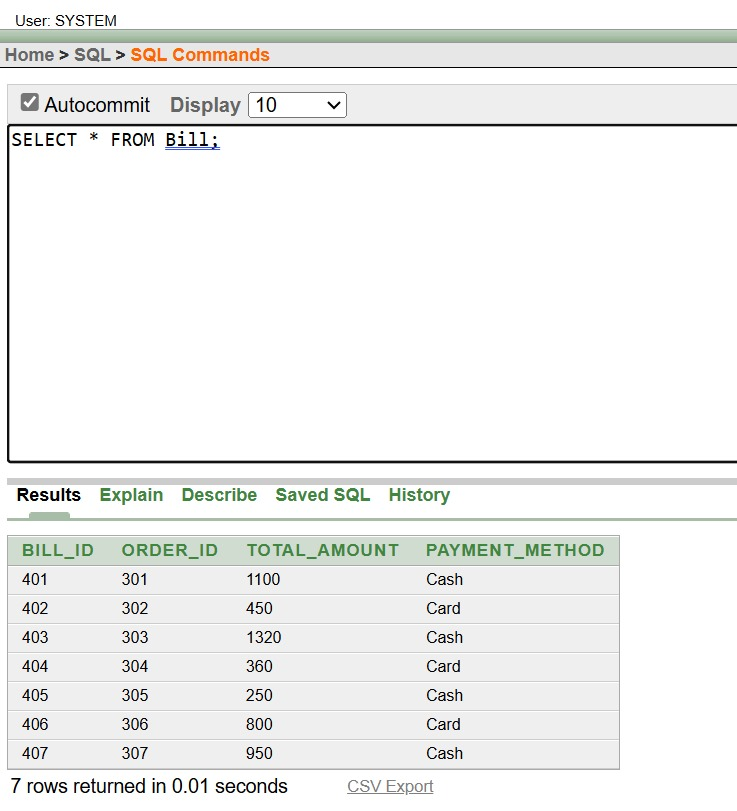 User: SYSTEM
Home > SQL > SQL Commands
Autocommit Display 10
SELECT * FROM Bill;
Results Explain Describe Saved SQL History
BILL_ID ORDER_ID TOTAL_AMOUNT PAYMENT_METHOD
401 301 1100 Cash
402 302 450 Card
403 303 1320 Cash
404 304 360 Card
405 305 250 Cash
406 306 800 Card
407 307 950 Cash
7 rows returned in 0.01 seconds CSV Export